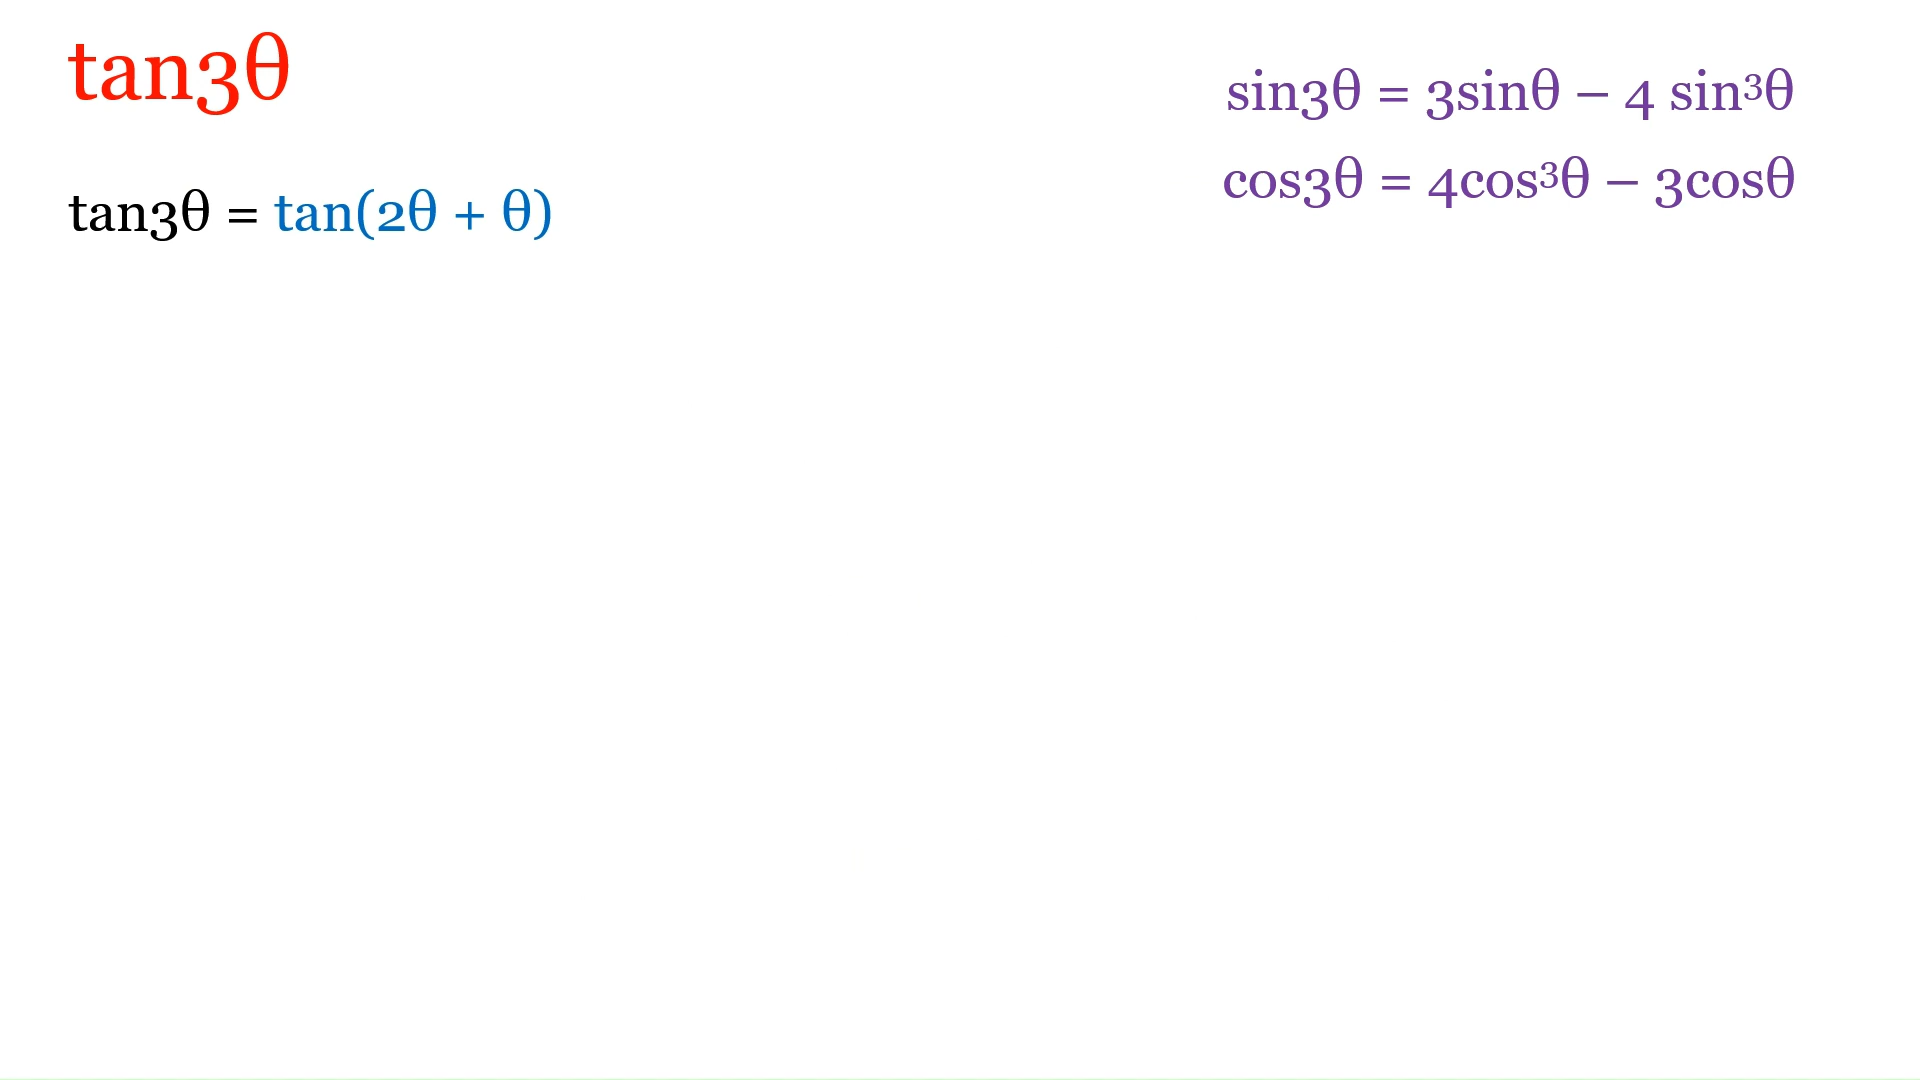 tan3θ
tan3θ = tan(2θ + θ)
sin3θ = 3sinθ – 4 sin³θ
cos3θ = 4cos³θ – 3cosθ